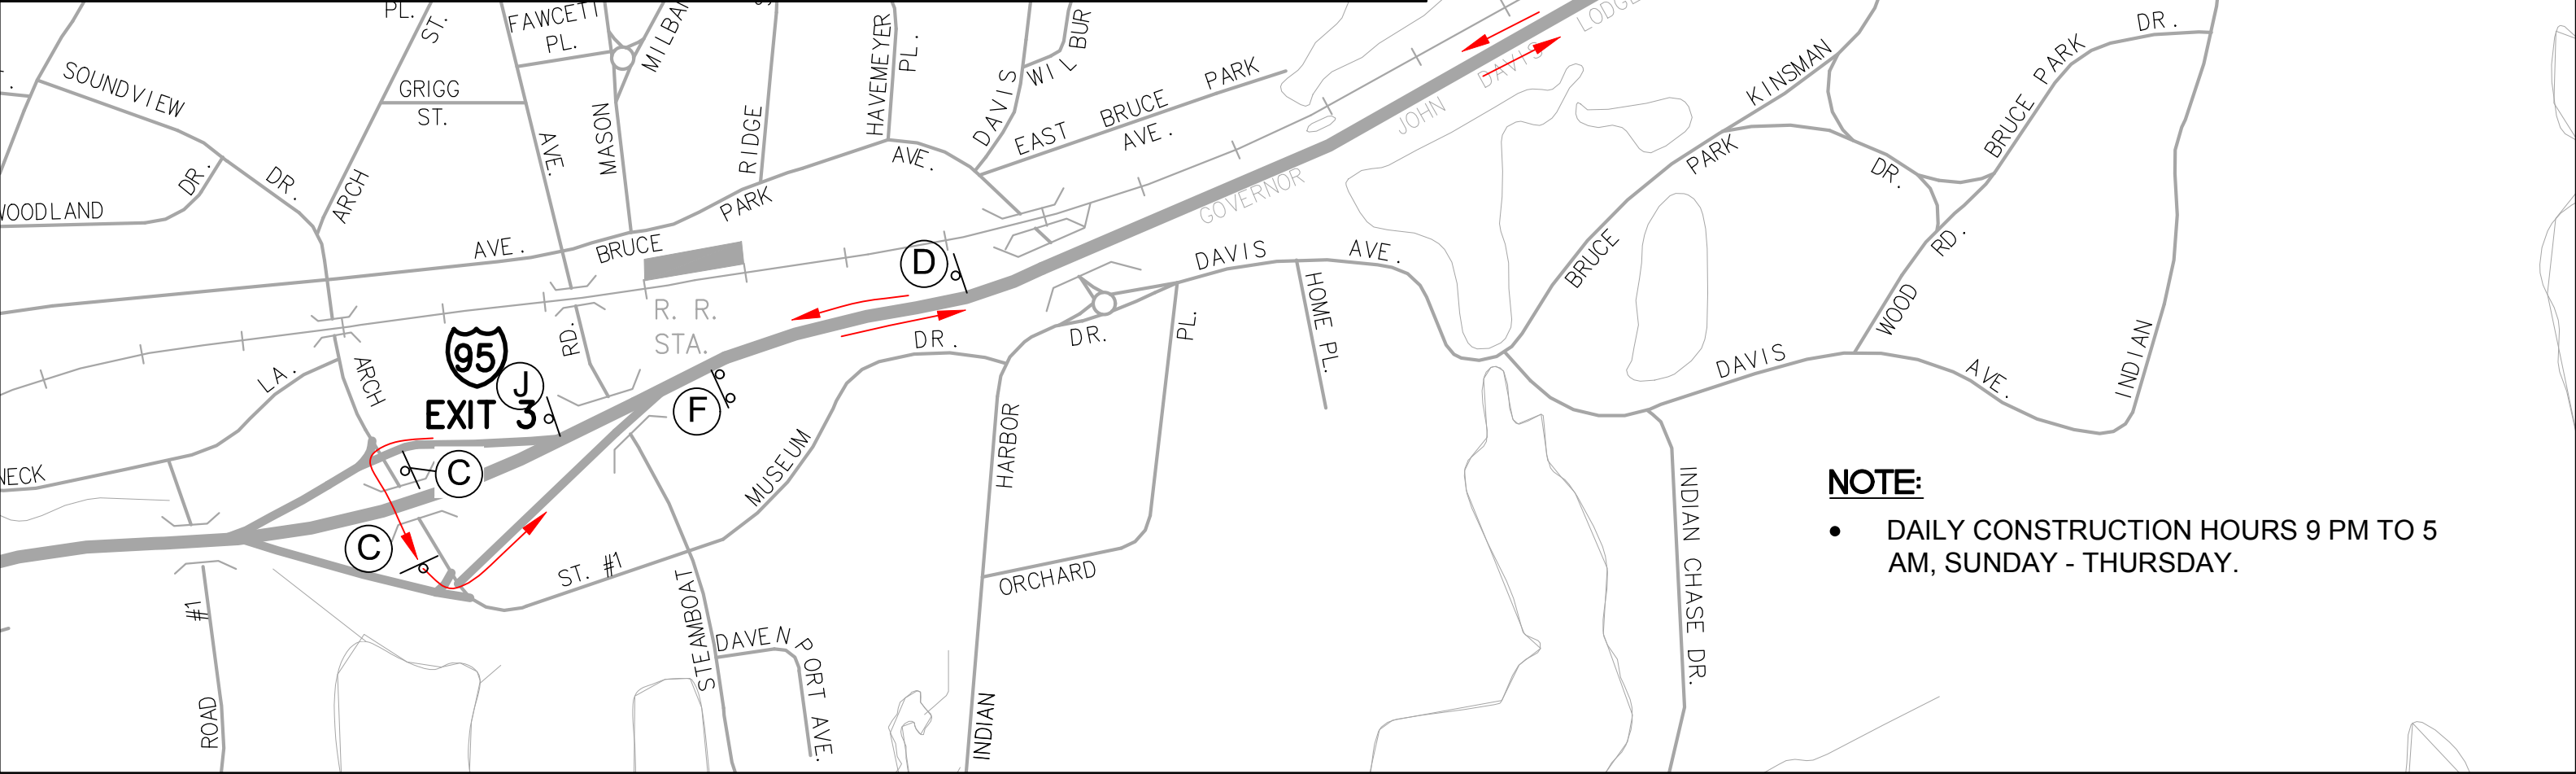 PL.
ST.
FAWCETT
PL.
HAVEMEYER
PL.
DAVIS
WIL BUR
SOUNDVIEW
DR.
GRIGG
ST.
AVE.
MASON
RIDGE
AVE.
EAST BRUCE PARK
AVE.
JOHN DAVIS LODGE
GOVERNOR
KINSMAN
DR.
BRUCE PARK
DR.
DR.
ARCH
AVE.
BRUCE
PARK
BRUCE
PARK
WOOD
RD.
INDIAN
D
DAVIS AVE.
HOME PL.
R. R.
STA.
95
J
EXIT 3
RD.
LA.
ARCH
F
DR.
DR.
PL.
DAVIS
AVE.
C
C
MUSEUM
HARBOR
INDIAN
ORCHARD
ST. #1
STEAMBOAT
DAVEN PORT AVE.
#1
ROAD
INDIAN CHASE DR.
NOTE:
• DAILY CONSTRUCTION HOURS 9 PM TO 5
AM, SUNDAY - THURSDAY.